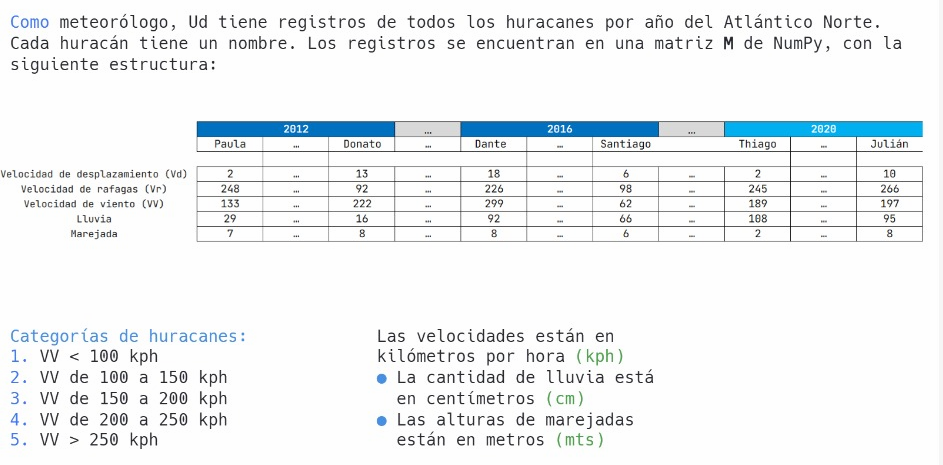 Como meteorólogo, Ud tiene registros de todos los huracanes por año del Atlántico Norte.
Cada huracán tiene un nombre. Los registros se encuentran en una matriz M de NumPy, con la
siguiente estructura:
2012 ... 2016 ... 2020
Paula ... Donato ... Dante ... Santiago Thiago ... Julián
Velocidad de desplazamiento (Vd) 2 ... 13 ... 18 ... 6 ... 2 ... 10
Velocidad de rafagas (Vr) 248 ... 92 ... 226 ... 98 ... 245 ... 266
Velocidad de viento (VV) 133 ... 222 ... 299 ... 62 ... 189 ... 197
Lluvia 29 ... 16 ... 92 ... 66 ... 108 ... 95
Marejada 7 ... 8 ... 8 ... 6 ... 2 ... 8
Categorías de huracanes:
1. VV < 100 kph
2. VV de 100 a 150 kph
3. VV de 150 a 200 kph
4. VV de 200 a 250 kph
5. VV > 250 kph
Las velocidades están en
kilómetros por hora (kph)
● La cantidad de lluvia está
en centímetros (cm)
● Las alturas de marejadas
están en metros (mts)